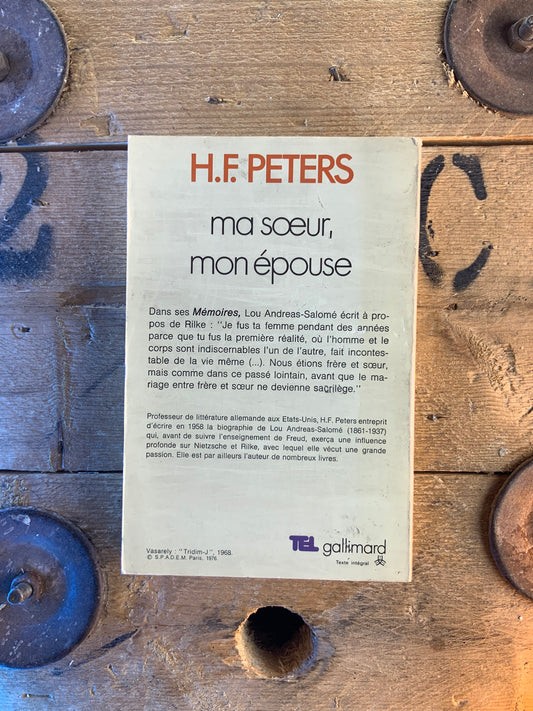 H.F. PETERS
ma sœur,
mon épouse
Dans ses Mémoires, Lou Andreas-Salomé écrit à pro-
pos de Rilke : "Je fus ta femme pendant des années
parce que tu fus la première réalité, où l'homme et le
corps sont indiscernables l'un de l'autre, fait incontes-
table de la vie même (...). Nous étions frère et sœur,
mais comme dans ce passé lointain, avant que le ma-
riage entre frère et sœur ne devienne sacrilège."
Professeur de littérature allemande aux Etats-Unis, H.F. Peters entreprit
d'écrire en 1958 la biographie de Lou Andreas-Salomé (1861-1937)
qui, avant de suivre l'enseignement de Freud, exerça une influence
profonde sur Nietzsche et Rilke, avec lequel elle vécut une grande
passion. Elle est par ailleurs l'auteur de nombreux livres.
Vasarely : "Tridim-J", 1968.
© S.P.A.D.E.M. Paris, 1976.
TEL gallimard
Texte intégral
2
C